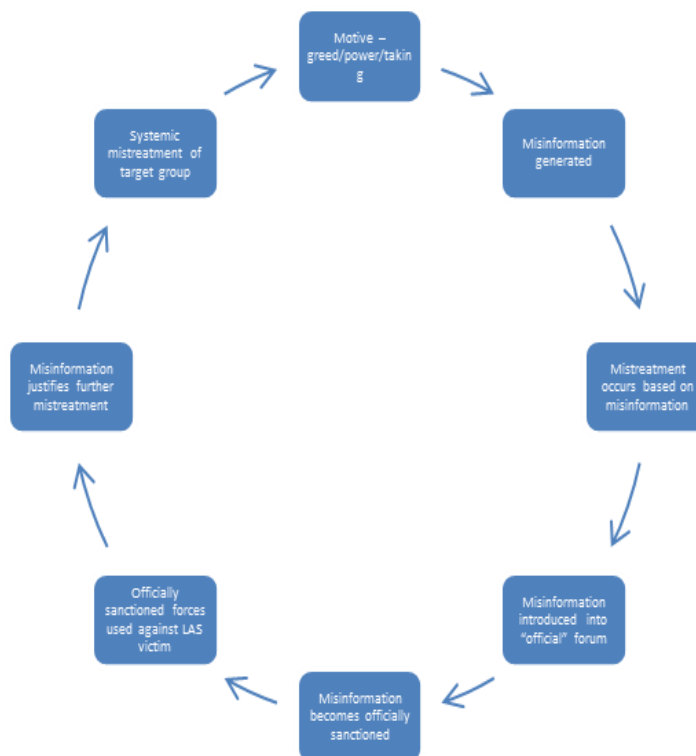 Motive –
greed/power/takin
g
Misinformation
generated
Mistreatment
occurs based on
misinformation
Misinformation
introduced into
“official” forum
Misinformation
becomes officially
sanctioned
Officially
sanctioned forces
used against LAS
victim
Misinformation
justifies further
mistreatment
Systemic
mistreatment of
target group